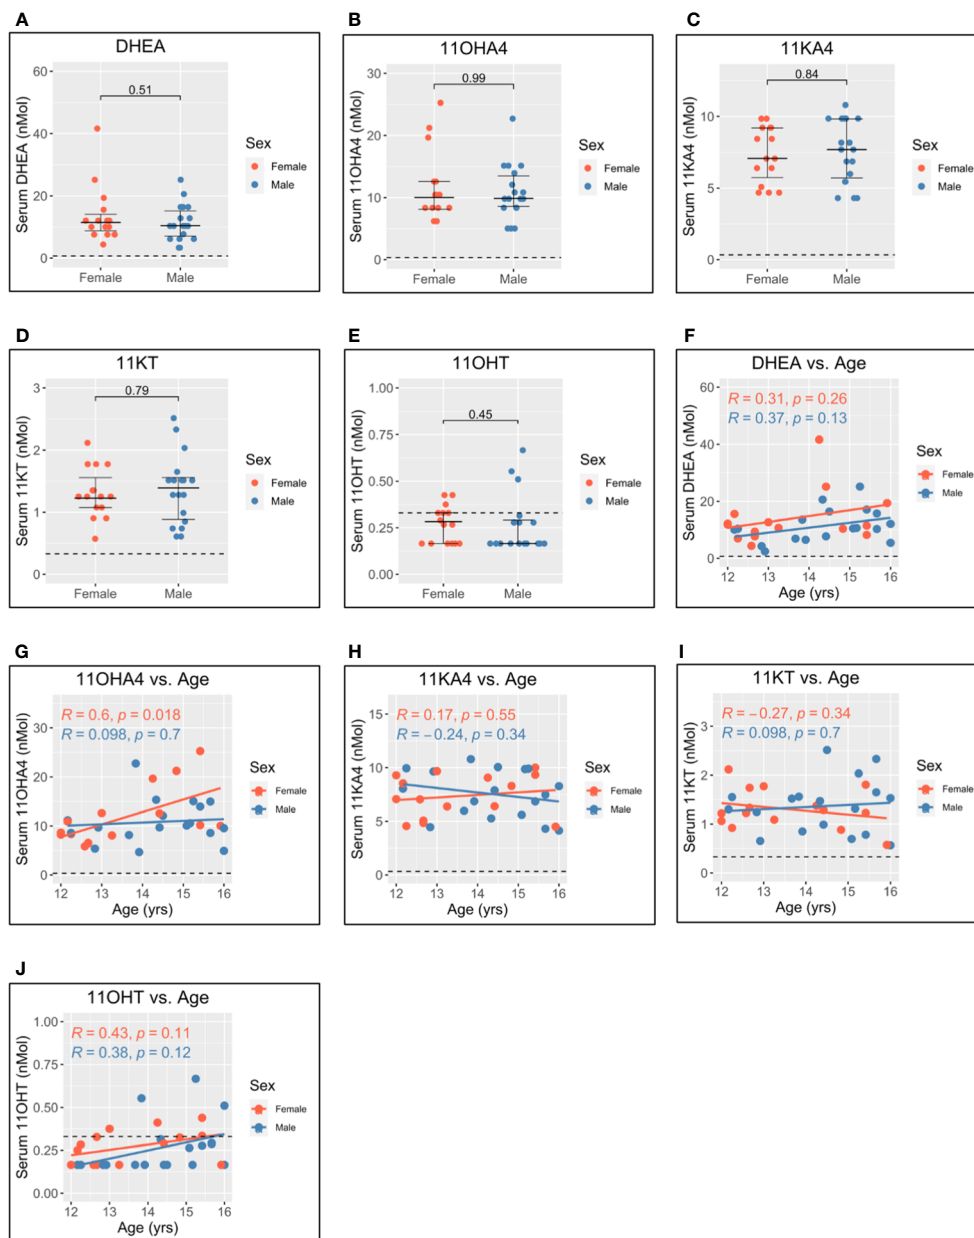 A
DHEA
60
40
20
0
Serum DHEA (nMol)
0.51
Female
Male
Sex
Female
Male
B
11OHA4
30
20
10
0
Serum 11OHA4 (nMol)
0.99
Female
Male
Sex
Female
Male
C
11KA4
10
5
0
Serum 11KA4 (nMol)
0.84
Female
Male
Sex
Female
Male
D
11KT
3
2
1
0
Serum 11KT (nMol)
0.79
Female
Male
Sex
Female
Male
E
11OHT
1.00
0.75
0.50
0.25
0.00
Serum 11OHT (nMol)
0.45
Female
Male
Sex
Female
Male
F
DHEA vs. Age
60
40
20
0
Serum DHEA (nMol)
R = 0.31, p = 0.26
R = 0.37, p = 0.13
12 13 14 15 16
Age (yrs)
Sex
Female
Male
G
11OHA4 vs. Age
30
20
10
0
Serum 11OHA4 (nMol)
R = 0.6, p = 0.018
R = 0.098, p = 0.7
12 13 14 15 16
Age (yrs)
Sex
Female
Male
H
11KA4 vs. Age
15
10
5
0
Serum 11KA4 (nMol)
R = 0.17, p = 0.55
R = −0.24, p = 0.34
12 13 14 15 16
Age (yrs)
Sex
Female
Male
I
11KT vs. Age
3
2
1
0
Serum 11KT (nMol)
R = −0.27, p = 0.34
R = 0.098, p = 0.7
12 13 14 15 16
Age (yrs)
Sex
Female
Male
J
11OHT vs. Age
1.00
0.75
0.50
0.25
0.00
Serum 11OHT (nMol)
R = 0.43, p = 0.11
R = 0.38, p = 0.12
12 13 14 15 16
Age (yrs)
Sex
Female
Male